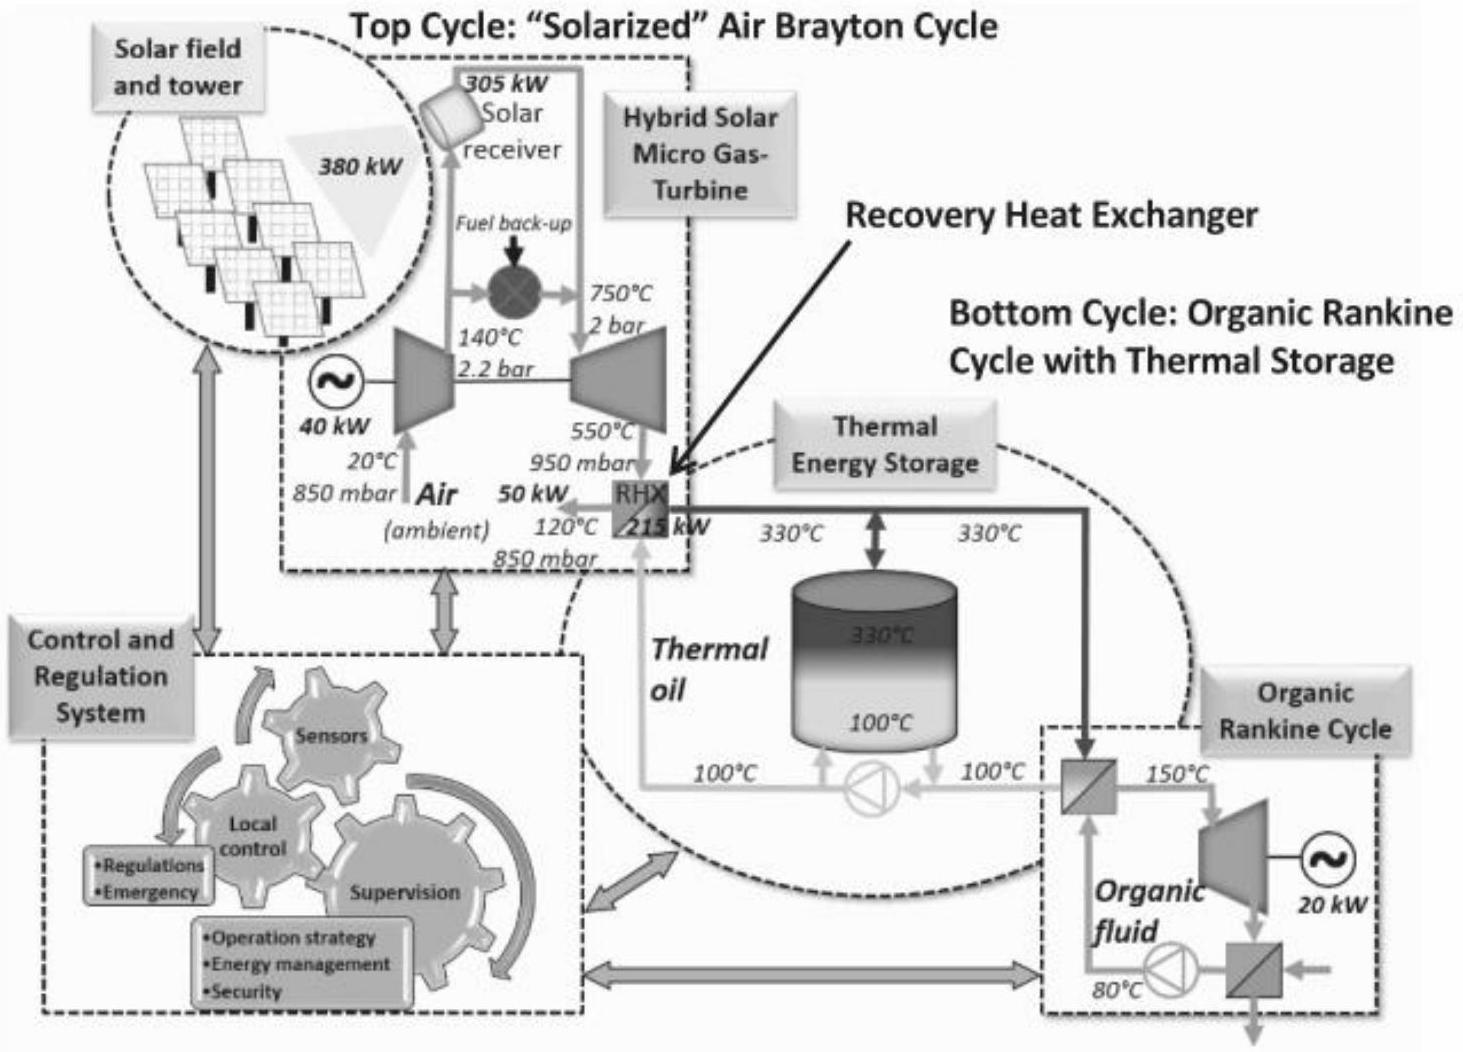 Top Cycle: “Solarized” Air Brayton Cycle
Solar field
and tower
305 kW
Solar
receiver
380 kW
Hybrid Solar
Micro Gas-
Turbine
Fuel back-up
Recovery Heat Exchanger
750°C
2 bar
140°C
2.2 bar
40 kW
Bottom Cycle: Organic Rankine
Cycle with Thermal Storage
550°C
950 mbar
20°C
850 mbar
Air
(ambient)
50 kW
120°C
850 mbar
RHX
215 kW
Thermal
Energy Storage
330°C
330°C
330°C
100°C
Thermal
oil
100°C
100°C
Control and
Regulation
System
Sensors
Local
control
•Regulations
•Emergency
Supervision
•Operation strategy
•Energy management
•Security
Organic
Rankine Cycle
150°C
20 kW
Organic
fluid
80°C